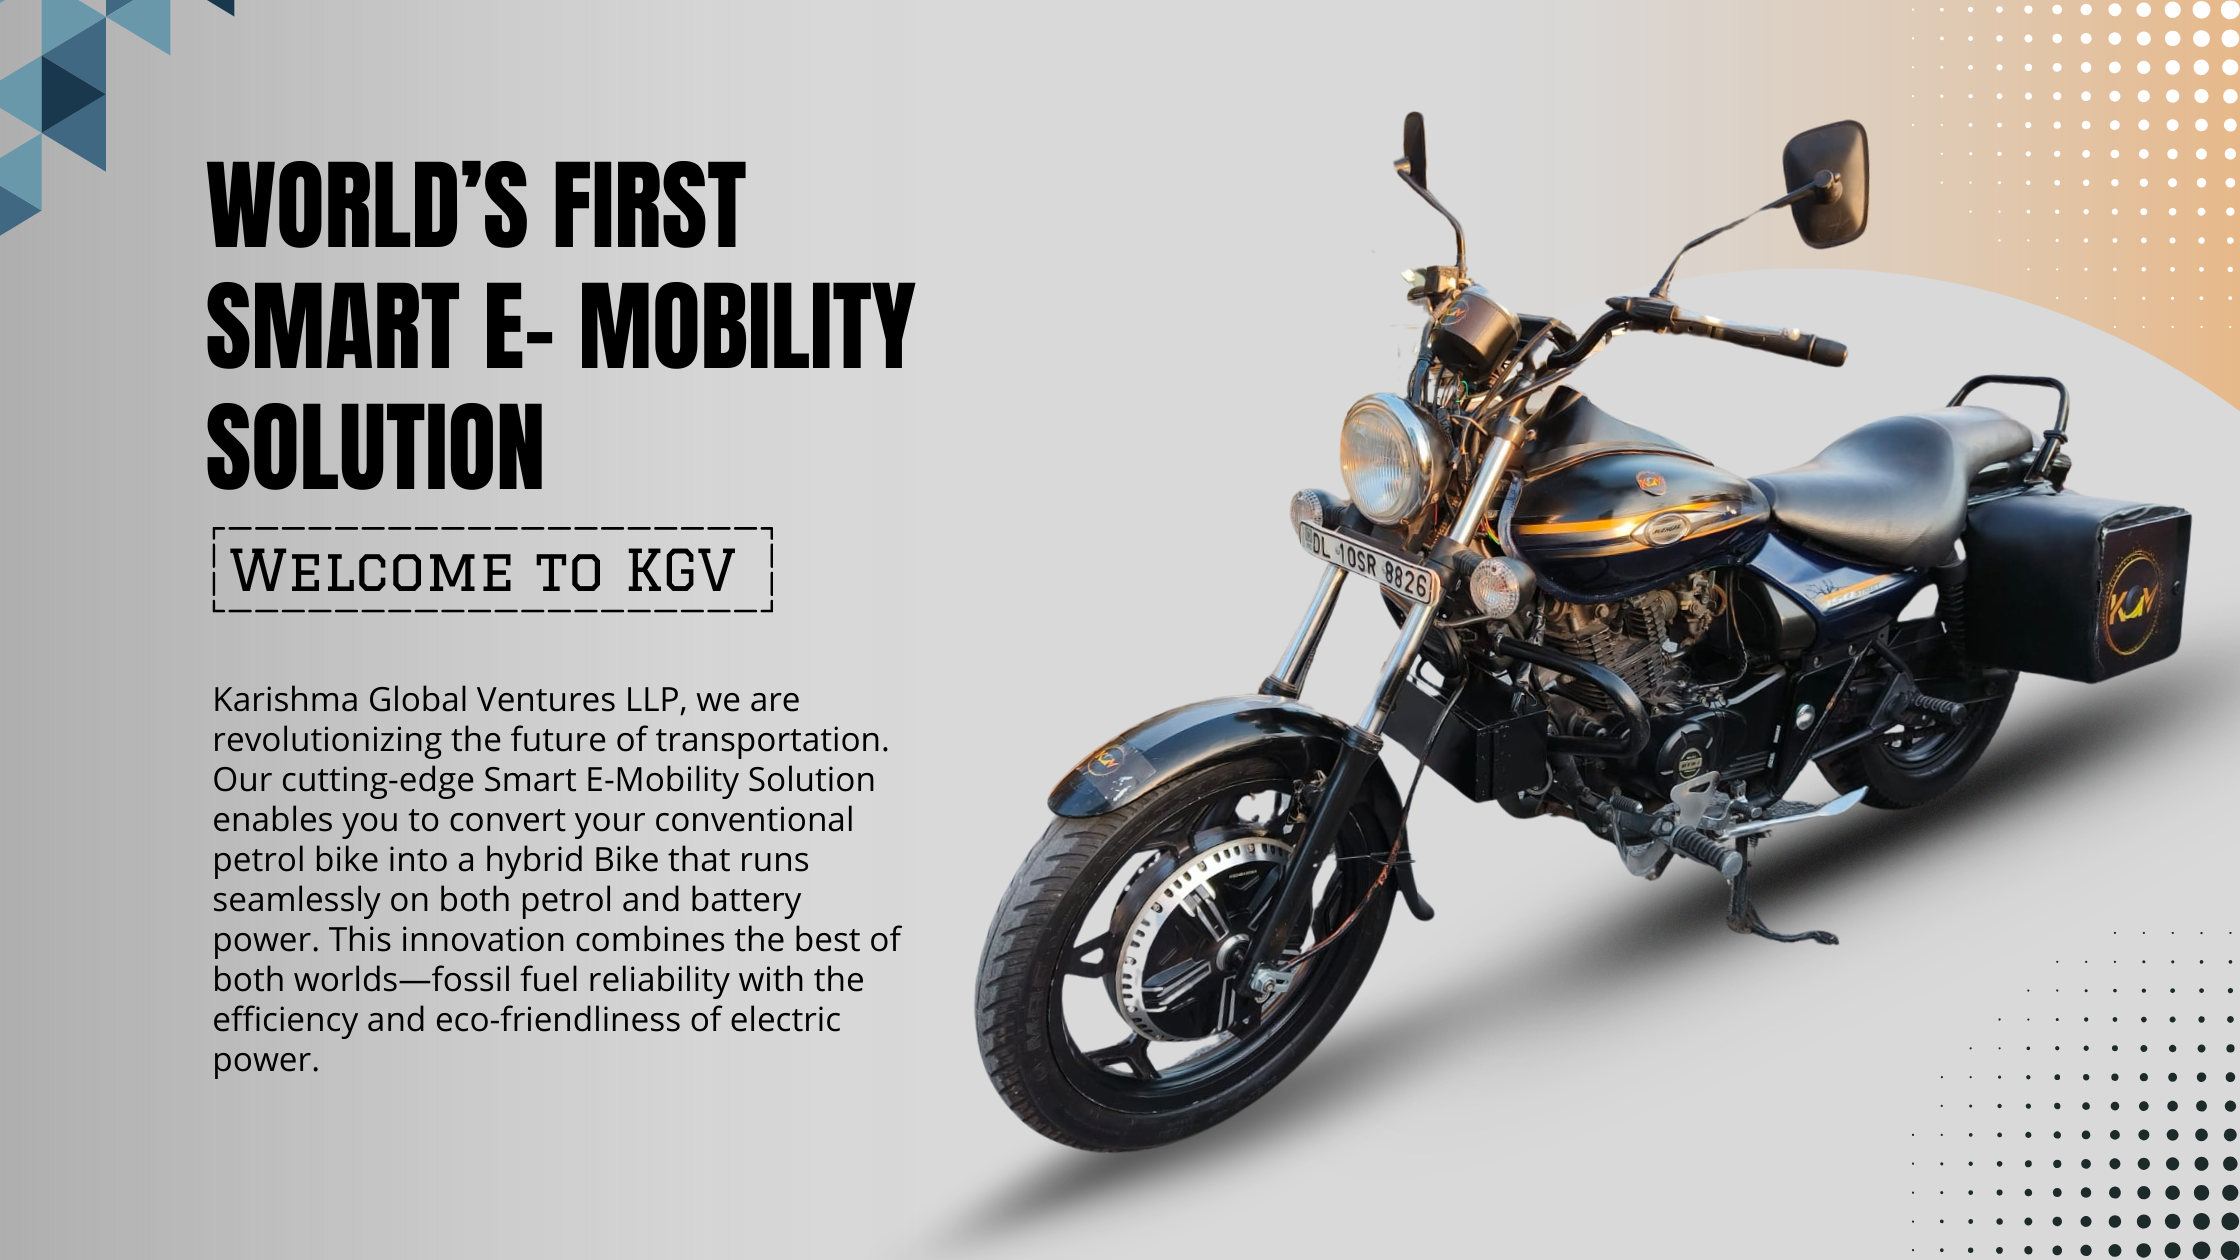 WORLD’S FIRST
SMART E- MOBILITY
SOLUTION
Welcome to KGV
Karishma Global Ventures LLP, we are
revolutionizing the future of transportation.
Our cutting-edge Smart E-Mobility Solution
enables you to convert your conventional
petrol bike into a hybrid Bike that runs
seamlessly on both petrol and battery
power. This innovation combines the best of
both worlds—fossil fuel reliability with the
efficiency and eco-friendliness of electric
power.
DL 10SR 8826
KGV
KGV
KGV